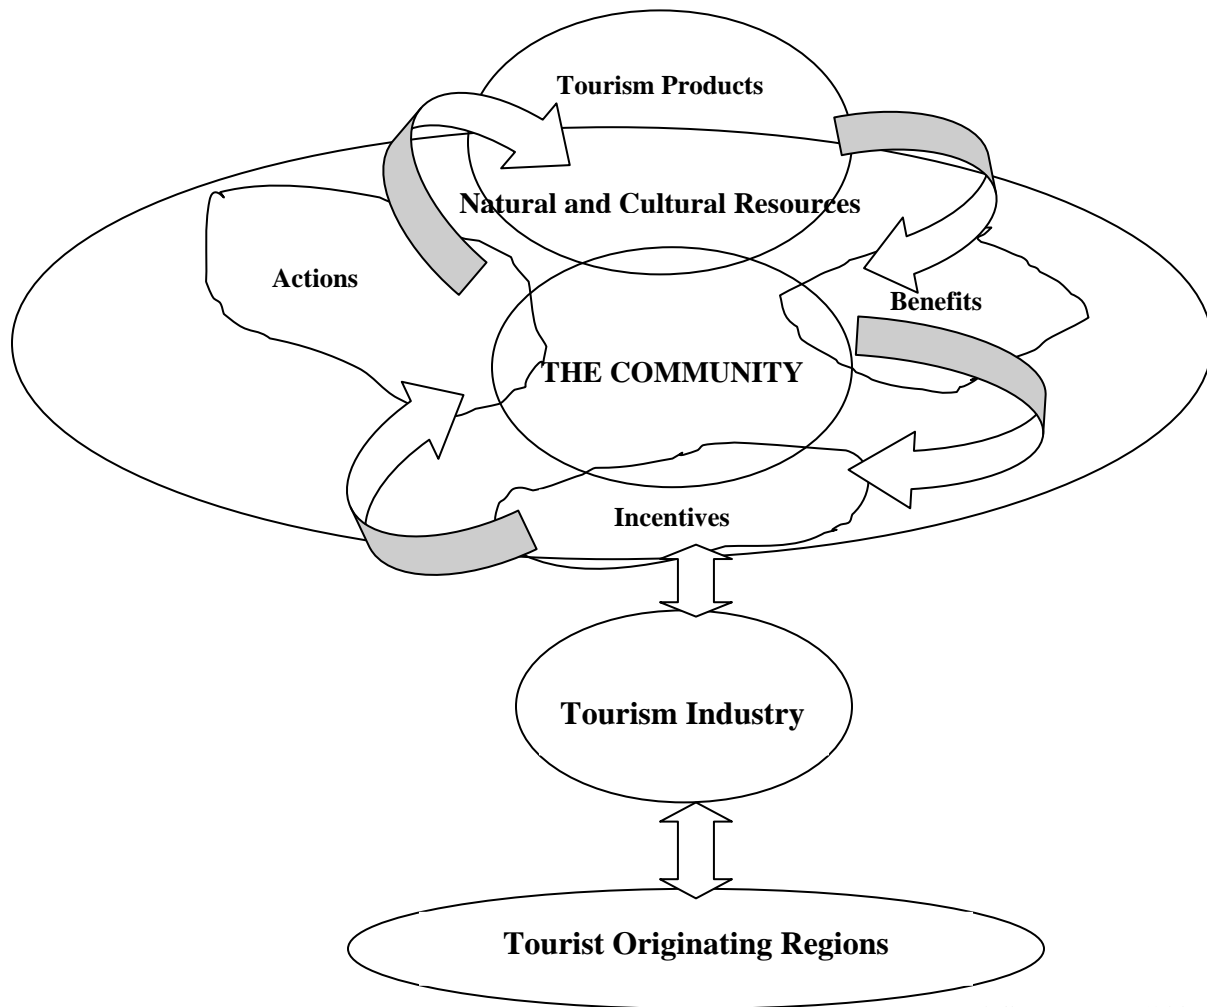 Tourism Products
Natural and Cultural Resources
Actions
Benefits
THE COMMUNITY
Incentives
Tourism Industry
Tourist Originating Regions